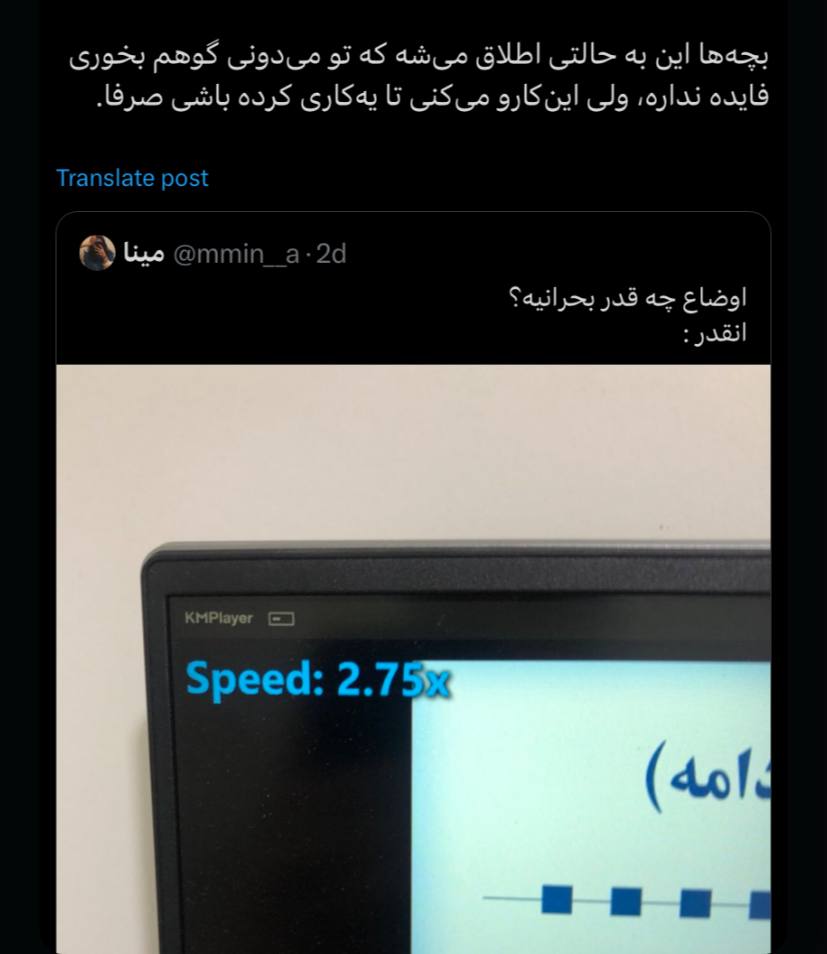 بچه‌ها این به حالتی اطلاق می‌شه که تو می‌دونی گوهم بخوری
فایده نداره، ولی این‌کارو می‌کنی تا یه‌کاری کرده باشی صرفا.
Translate post
مینا @mmin__a · 2d
اوضاع چه قدر بحرانیه؟
انقدر :
KMPlayer
Speed: 2.75x
دامه)